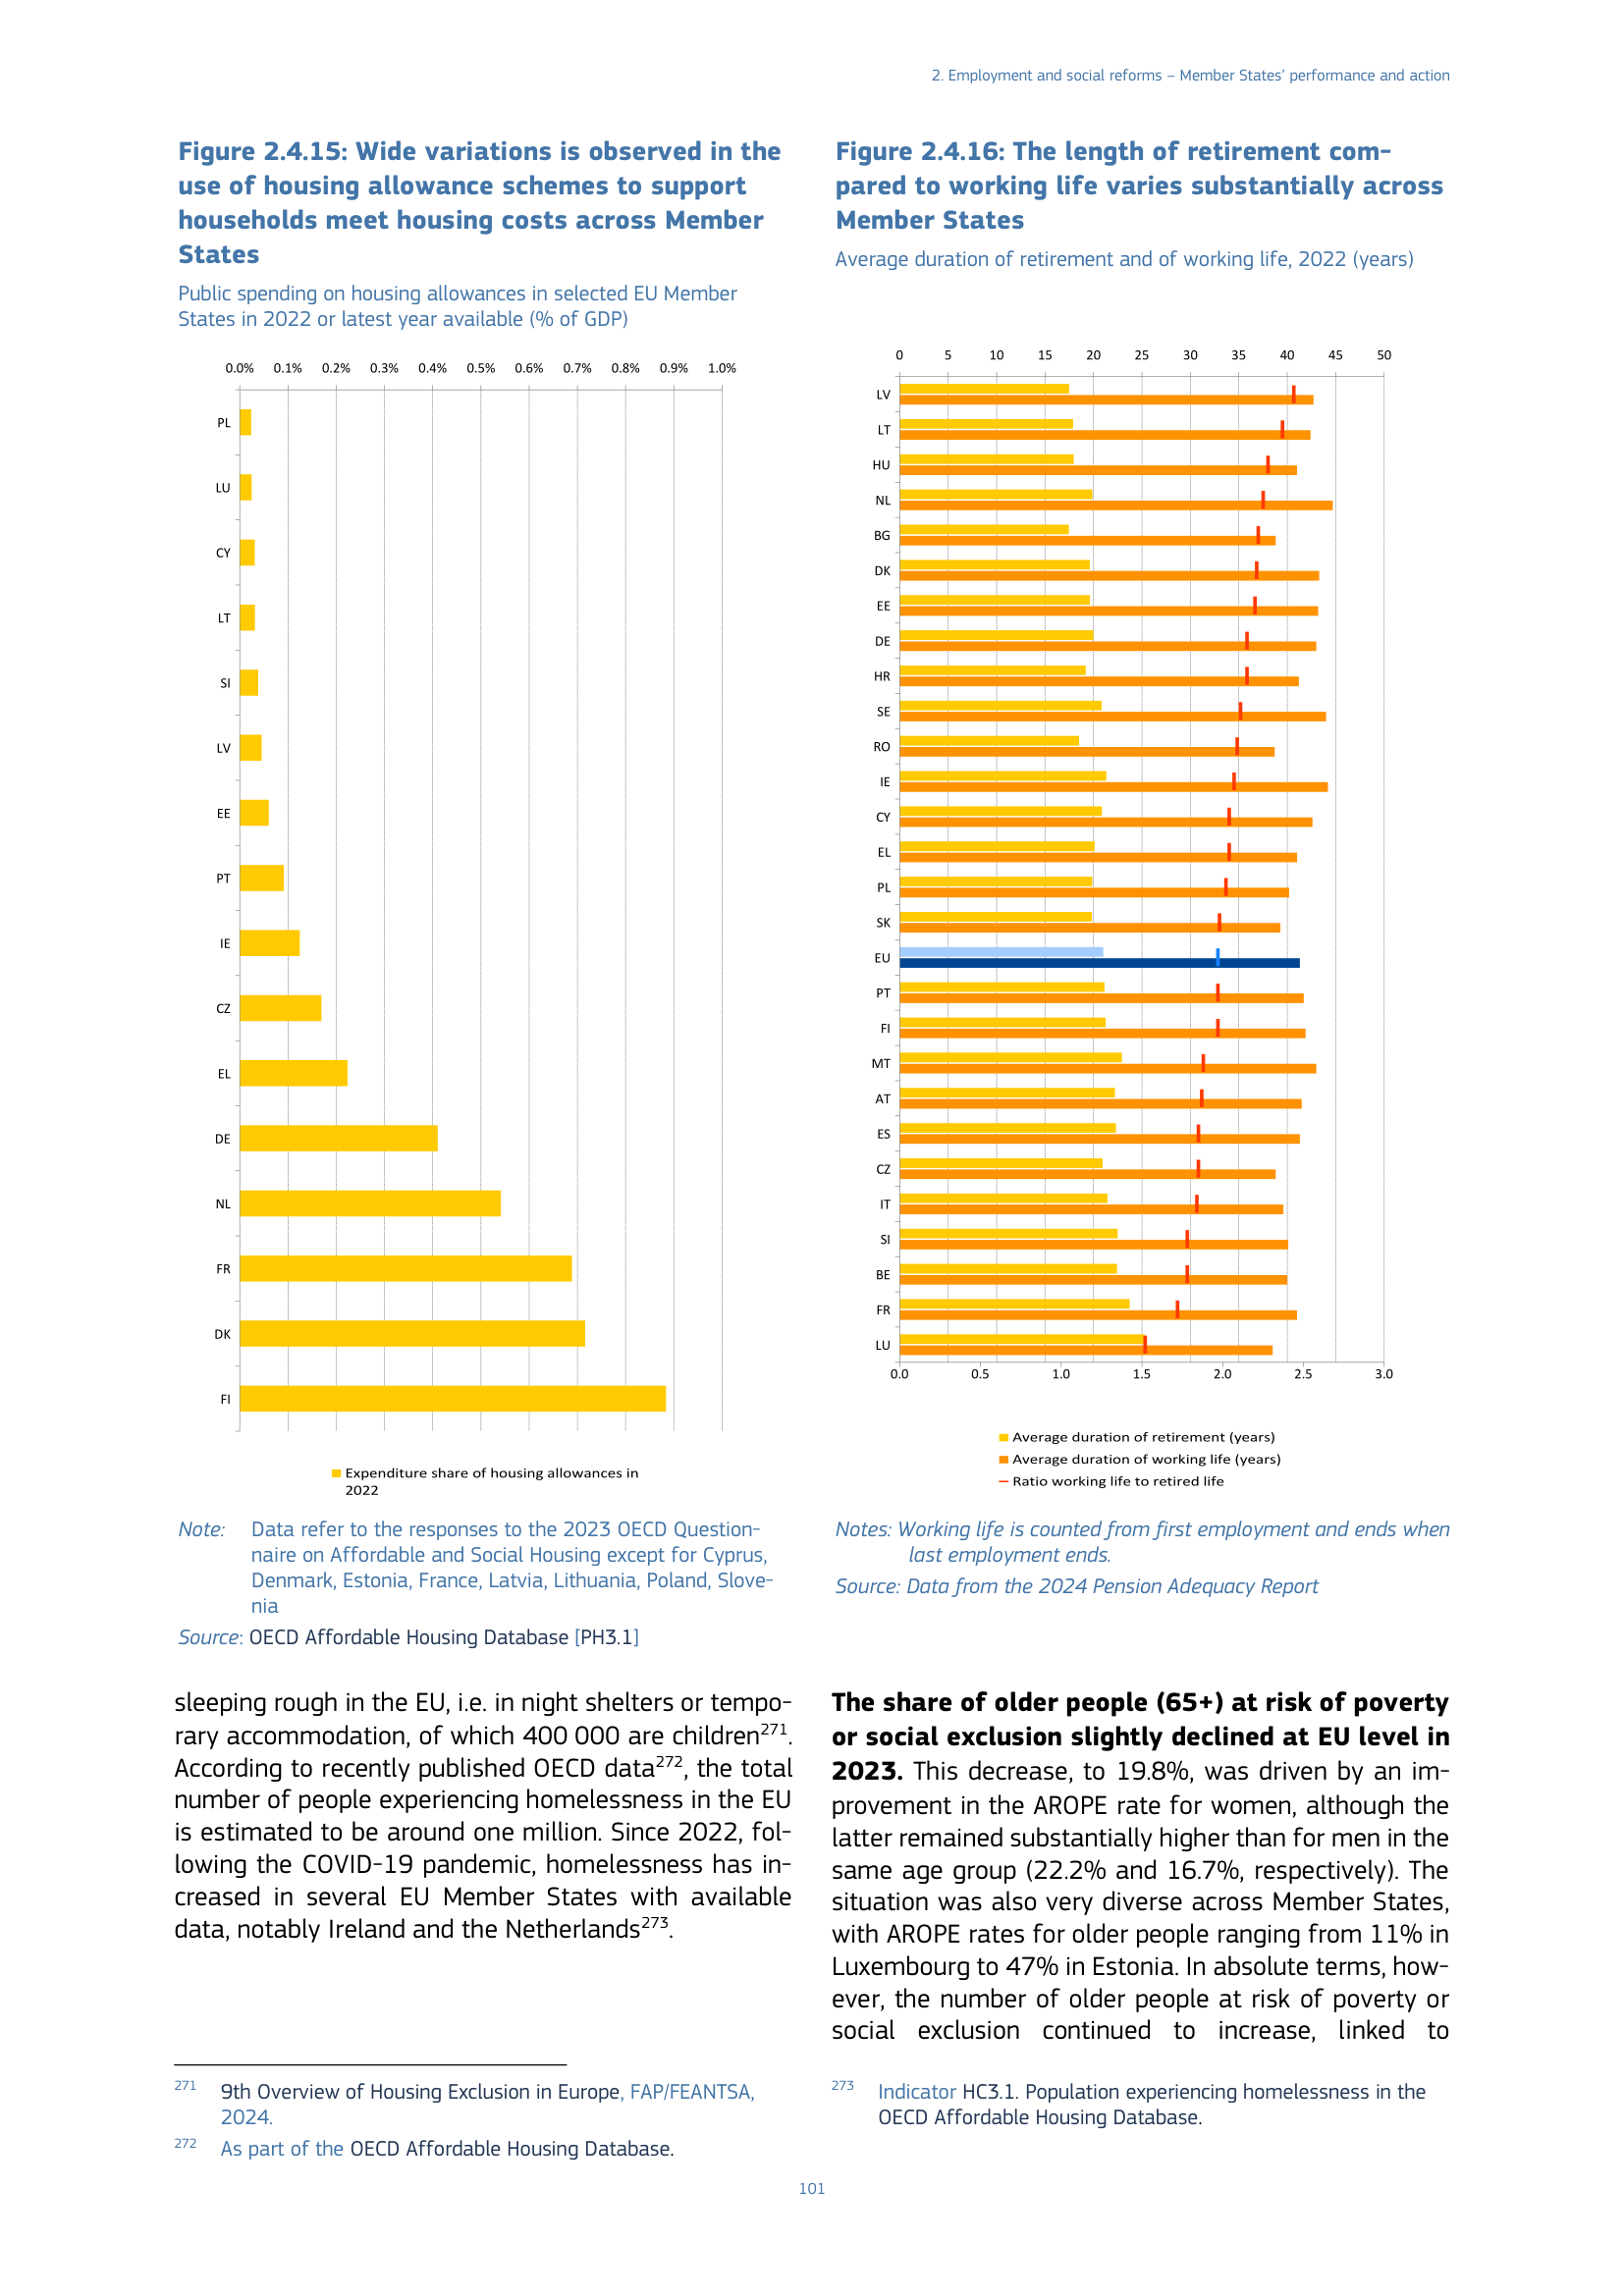 2. Employment and social reforms – Member States’ performance and action
Figure 2.4.15: Wide variations is observed in the
use of housing allowance schemes to support
households meet housing costs across Member
States
Public spending on housing allowances in selected EU Member
States in 2022 or latest year available (% of GDP)
0.0% 0.1% 0.2% 0.3% 0.4% 0.5% 0.6% 0.7% 0.8% 0.9% 1.0%
PL
LU
CY
LT
SI
LV
EE
PT
IE
CZ
EL
DE
NL
FR
DK
FI
Expenditure share of housing allowances in
2022
Note: Data refer to the responses to the 2023 OECD Question-
naire on Affordable and Social Housing except for Cyprus,
Denmark, Estonia, France, Latvia, Lithuania, Poland, Slove-
nia
Source: OECD Affordable Housing Database [PH3.1]
sleeping rough in the EU, i.e. in night shelters or tempo-
rary accommodation, of which 400 000 are children271.
According to recently published OECD data272, the total
number of people experiencing homelessness in the EU
is estimated to be around one million. Since 2022, fol-
lowing the COVID-19 pandemic, homelessness has in-
creased in several EU Member States with available
data, notably Ireland and the Netherlands273.
Figure 2.4.16: The length of retirement com-
pared to working life varies substantially across
Member States
Average duration of retirement and of working life, 2022 (years)
0 5 10 15 20 25 30 35 40 45 50
LV
LT
HU
NL
BG
DK
EE
DE
HR
SE
RO
IE
CY
EL
PL
SK
EU
PT
FI
MT
AT
ES
CZ
IT
SI
BE
FR
LU
0.0 0.5 1.0 1.5 2.0 2.5 3.0
Average duration of retirement (years)
Average duration of working life (years)
Ratio working life to retired life
Notes: Working life is counted from first employment and ends when
last employment ends.
Source: Data from the 2024 Pension Adequacy Report
The share of older people (65+) at risk of poverty
or social exclusion slightly declined at EU level in
2023. This decrease, to 19.8%, was driven by an im-
provement in the AROPE rate for women, although the
latter remained substantially higher than for men in the
same age group (22.2% and 16.7%, respectively). The
situation was also very diverse across Member States,
with AROPE rates for older people ranging from 11% in
Luxembourg to 47% in Estonia. In absolute terms, how-
ever, the number of older people at risk of poverty or
social exclusion continued to increase, linked to
271 9th Overview of Housing Exclusion in Europe, FAP/FEANTSA,
2024.
272 As part of the OECD Affordable Housing Database.
273 Indicator HC3.1. Population experiencing homelessness in the
OECD Affordable Housing Database.
101